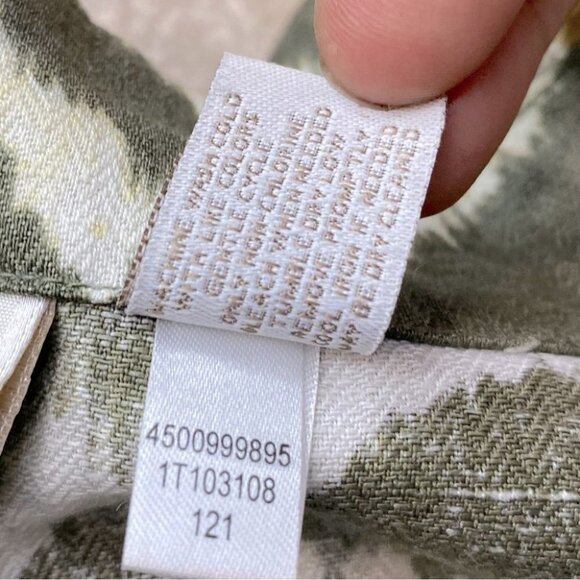 MACHINE WASH COLD
WITH LIKE COLORS
GENTLE CYCLE
ONLY NON-CHLORINE
BLEACH WHEN NEEDED
TUMBLE DRY LOW
REMOVE PROMPTLY
COOL IRON IF NEEDED
MAY BE DRY CLEANED
4500999895
1T103108
121